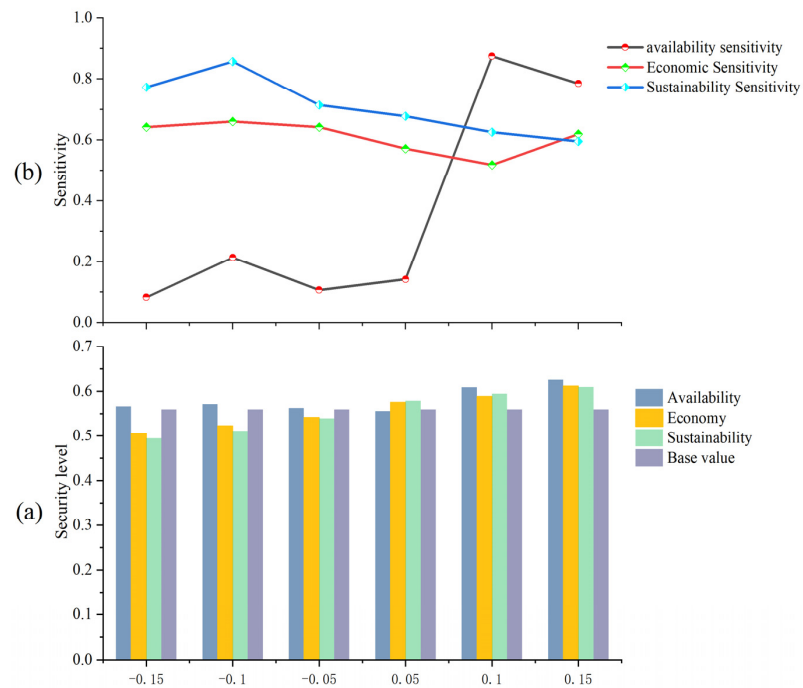 1.0
0.8
0.6
0.4
0.2
0.0
Sensitivity
(b)
availability sensitivity
Economic Sensitivity
Sustainability Sensitivity
0.7
0.6
0.5
0.4
0.3
0.2
0.1
0.0
Security level
(a)
Availability
Economy
Sustainability
Base value
-0.15 -0.1 -0.05 0.05 0.1 0.15